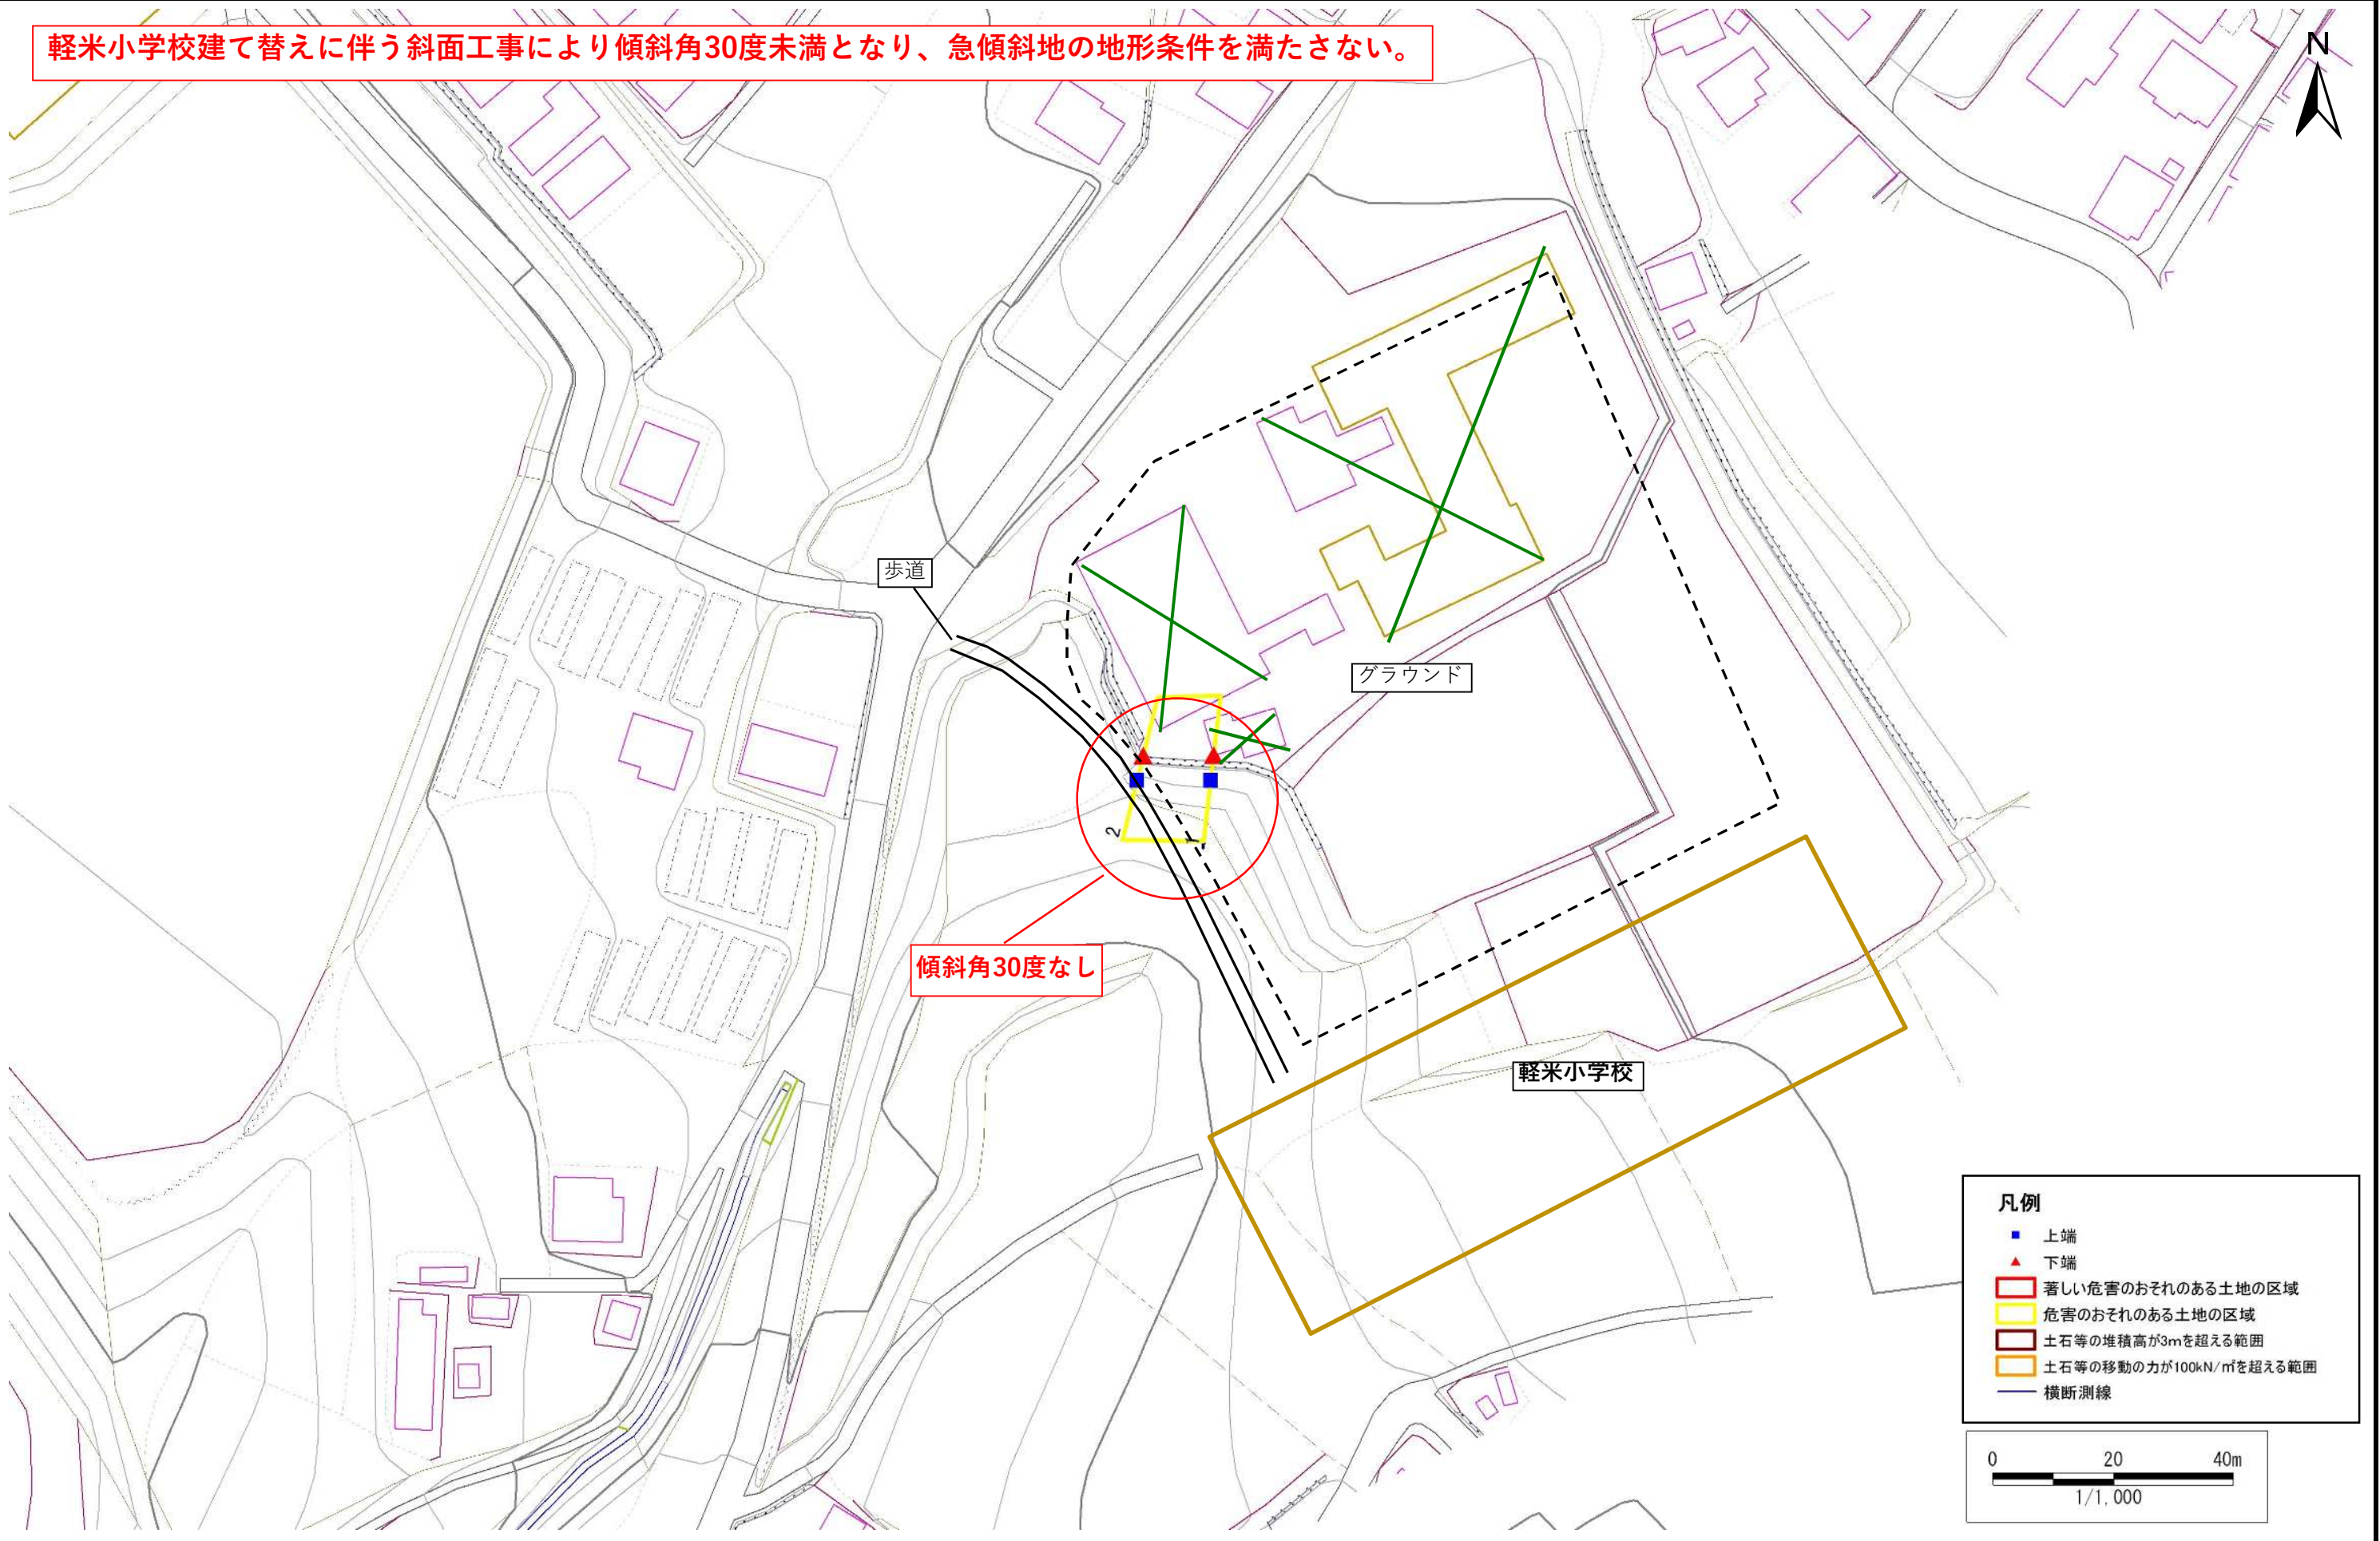 軽米小学校建て替えに伴う斜面工事により傾斜角30度未満となり、急傾斜地の地形条件を満たさない。
N
歩道
グラウンド
2
1
傾斜角30度なし
軽米小学校
凡例
上端
下端
著しい危害のおそれのある土地の区域
危害のおそれのある土地の区域
土石等の堆積高が3mを超える範囲
土石等の移動の力が100kN/㎡を超える範囲
横断測線
0 20 40m
1/1,000